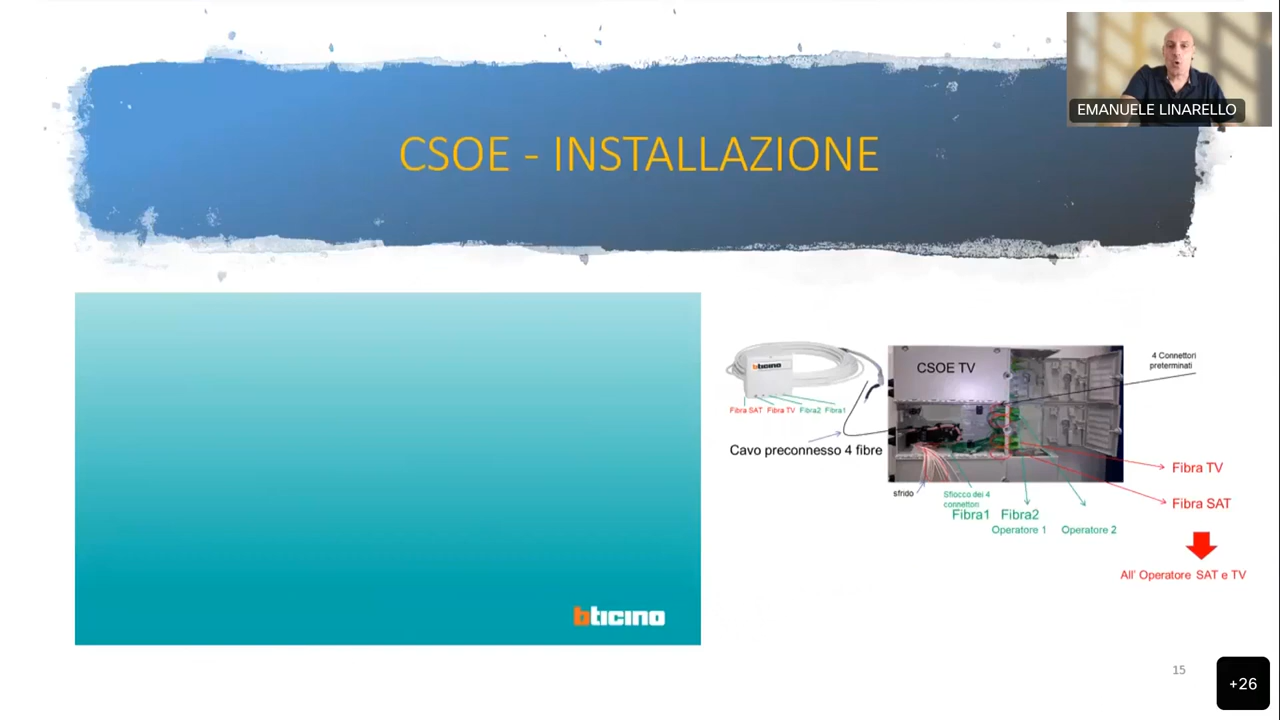 EMANUELE LINARELLO
CSOE - INSTALLAZIONE
bticino
bticino
Fibra SAT Fibra TV Fibra2 Fibra1
Cavo preconnesso 4 fibre
CSOE TV
4 Connettori
preterminati
sfrido
Sfiocco dei 4
connettori
Fibra1 Fibra2
Operatore 1 Operatore 2
Fibra TV
Fibra SAT
All' Operatore SAT e TV
15
+26